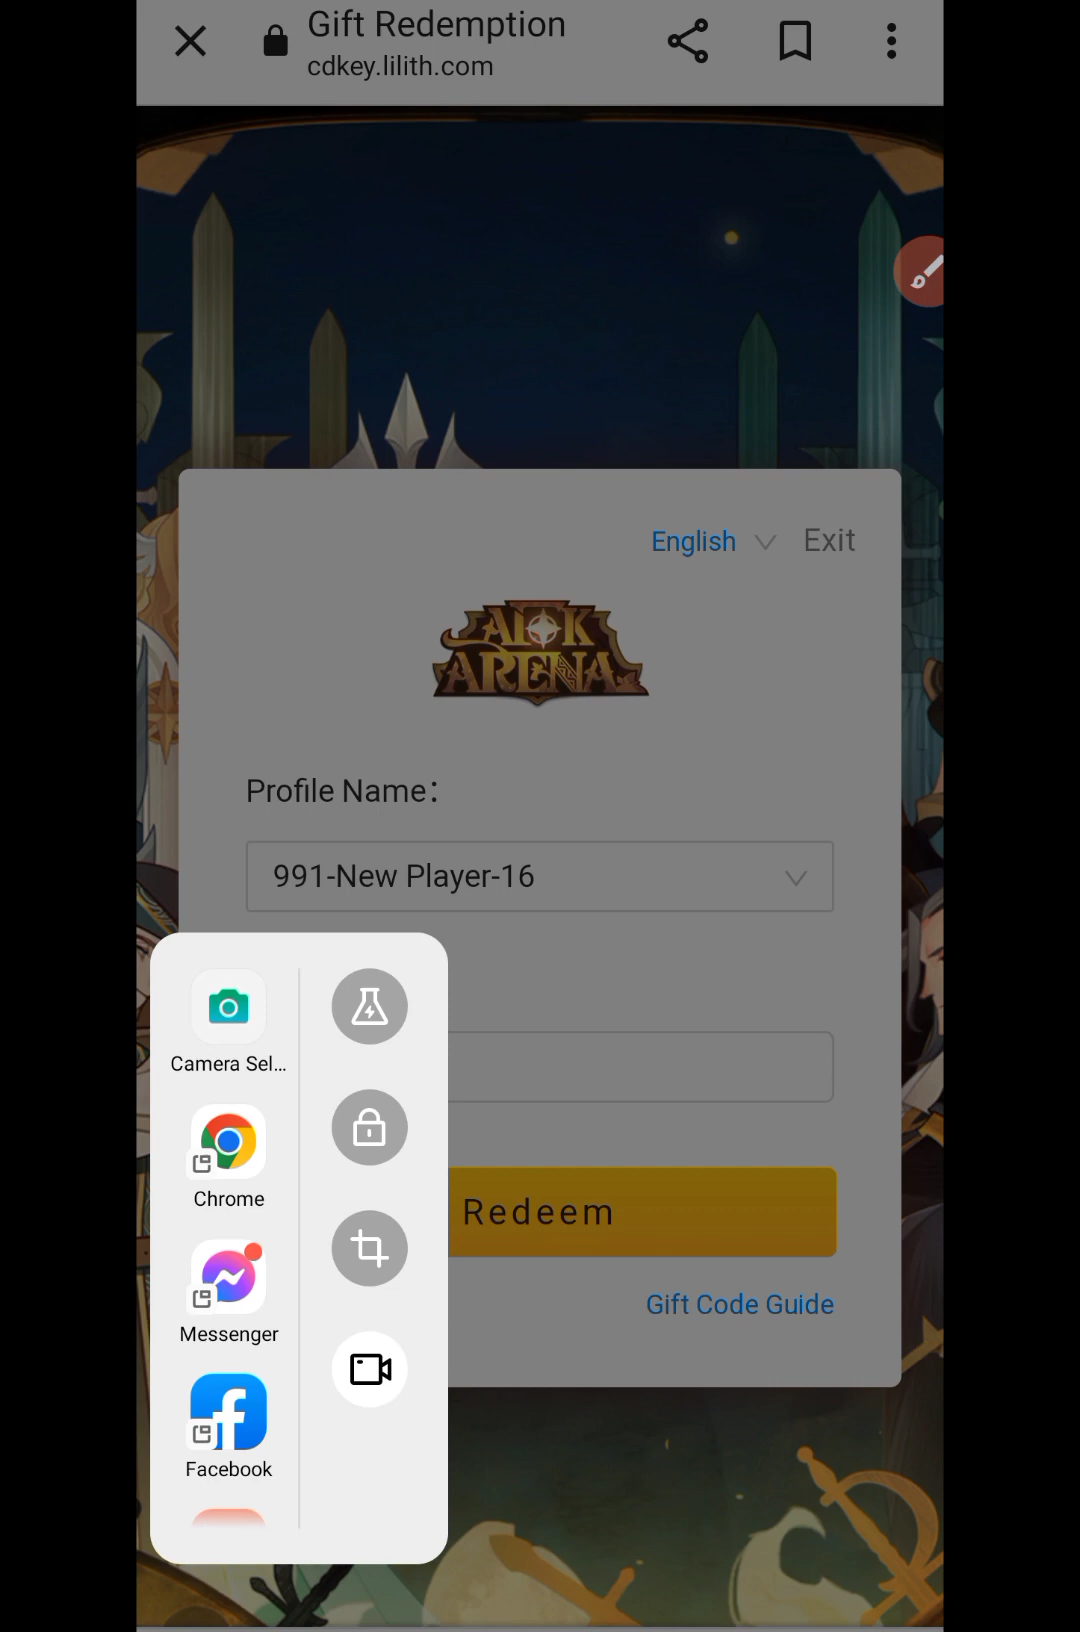 Gift Redemption
cdkey.lilith.com
English Exit
AFK
ARENA
Profile Name:
991-New Player-16
Camera Sel...
Chrome
Messenger
Facebook
Redeem
Gift Code Guide